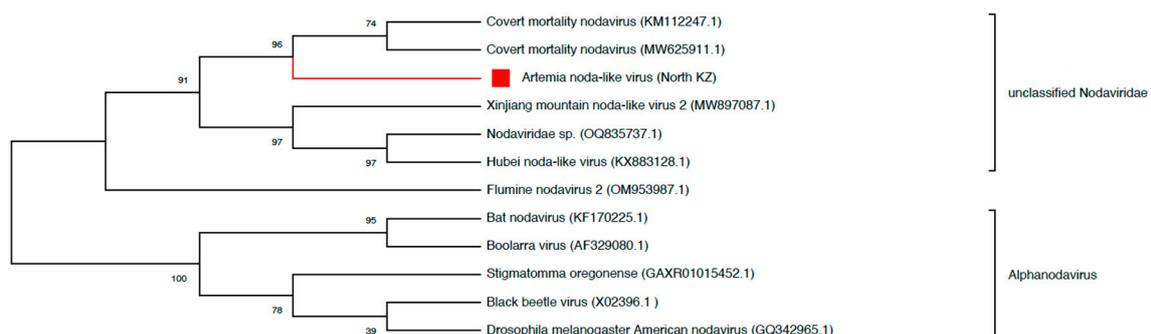 74
Covert mortality nodavirus (KM112247.1)
96
Covert mortality nodavirus (MW625911.1)
Artemia noda-like virus (North KZ)
91
unclassified Nodaviridae
Xinjiang mountain noda-like virus 2 (MW897087.1)
Nodaviridae sp. (OQ835737.1)
97
97
Hubei noda-like virus (KX883128.1)
Flumine nodavirus 2 (OM953987.1)
95
Bat nodavirus (KF170225.1)
Boolarra virus (AF329080.1)
100
Stigmatomma oregonense (GAXR01015452.1)
Alphanodavirus
78
Black beetle virus (X02396.1 )
39
Drosophila melanogaster American nodavirus (GQ342965.1)